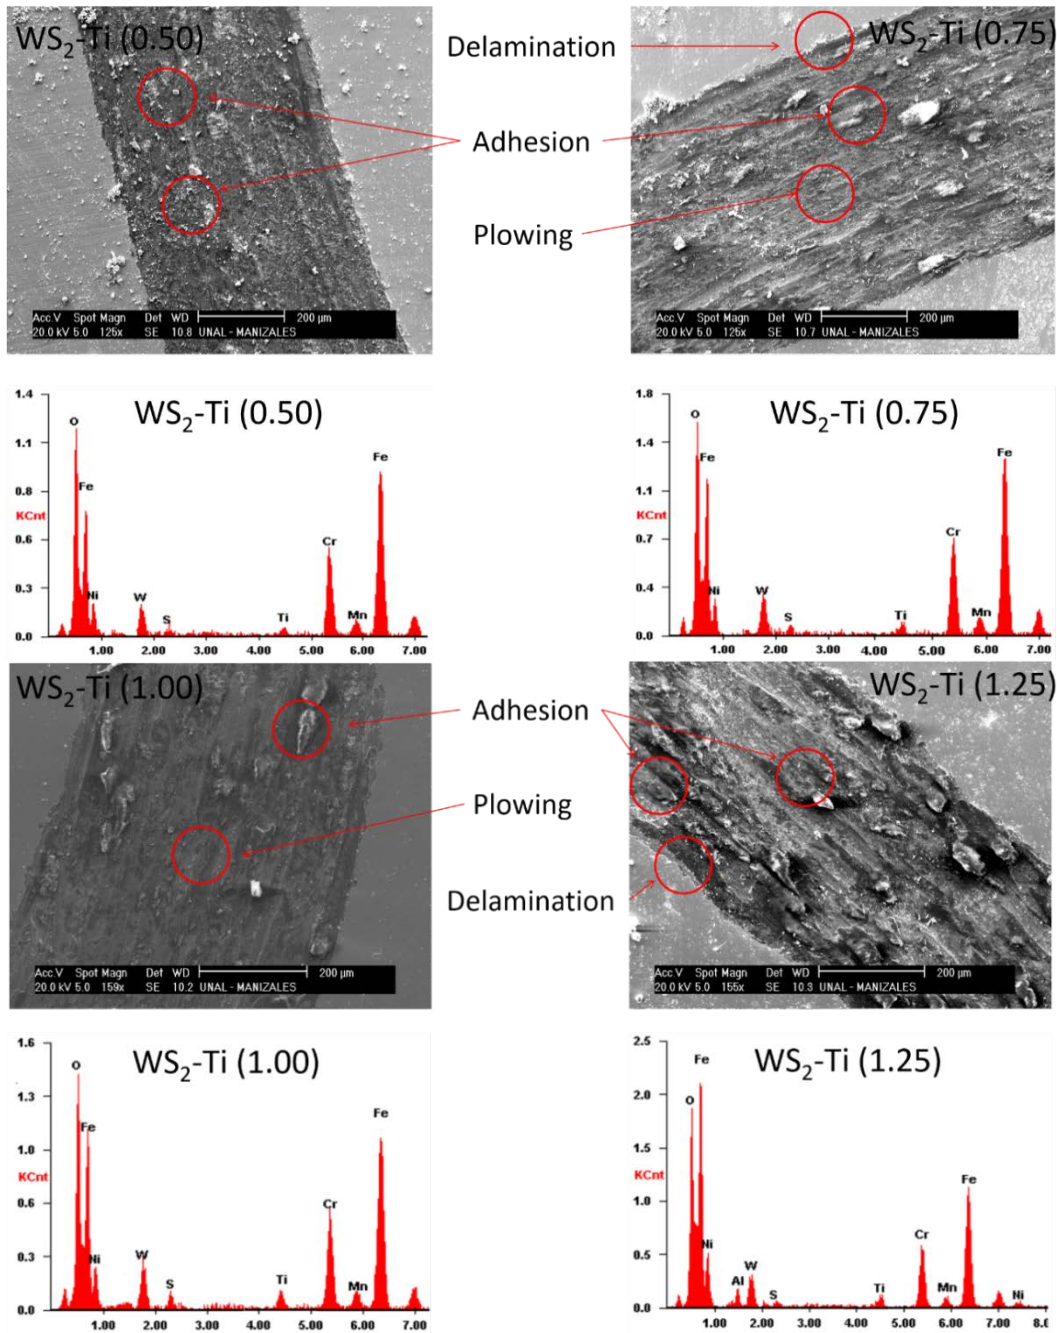 WS2-Ti (0.50)
Delamination
WS2-Ti (0.75)
Adhesion
Plowing
Acc.V Spot Magn Det WD 200 µm
20.0 kV 5.0 125x SE 10.8 UNAL - MANIZALES
Acc.V Spot Magn Det WD 200 µm
20.0 kV 5.0 125x SE 10.7 UNAL - MANIZALES
WS2-Ti (0.50)
1.4
1.1
0.8
KCnt
0.6
0.3
0.0
O
Fe
Ni
W
S
Ti
Cr
Mn
Fe
1.00 2.00 3.00 4.00 5.00 6.00 7.00
WS2-Ti (0.75)
1.8
1.4
1.1
KCnt
0.7
0.4
0.0
O
Fe
Ni
W
S
Ti
Cr
Mn
Fe
1.00 2.00 3.00 4.00 5.00 6.00 7.00
WS2-Ti (1.00)
Adhesion
WS2-Ti (1.25)
Plowing
Delamination
Acc.V Spot Magn Det WD 200 µm
20.0 kV 5.0 159x SE 10.2 UNAL - MANIZALES
Acc.V Spot Magn Det WD 200 µm
20.0 kV 5.0 155x SE 10.3 UNAL - MANIZALES
WS2-Ti (1.00)
1.6
1.3
1.0
KCnt
0.6
0.3
0.0
O
Fe
Ni
W
S
Ti
Cr
Mn
Fe
1.00 2.00 3.00 4.00 5.00 6.00 7.00
WS2-Ti (1.25)
2.5
2.0
1.5
KCnt
1.0
0.5
0.0
O
Fe
Ni
Al
W
S
Ti
Cr
Mn
Fe
Ni
1.00 2.00 3.00 4.00 5.00 6.00 7.00 8.0